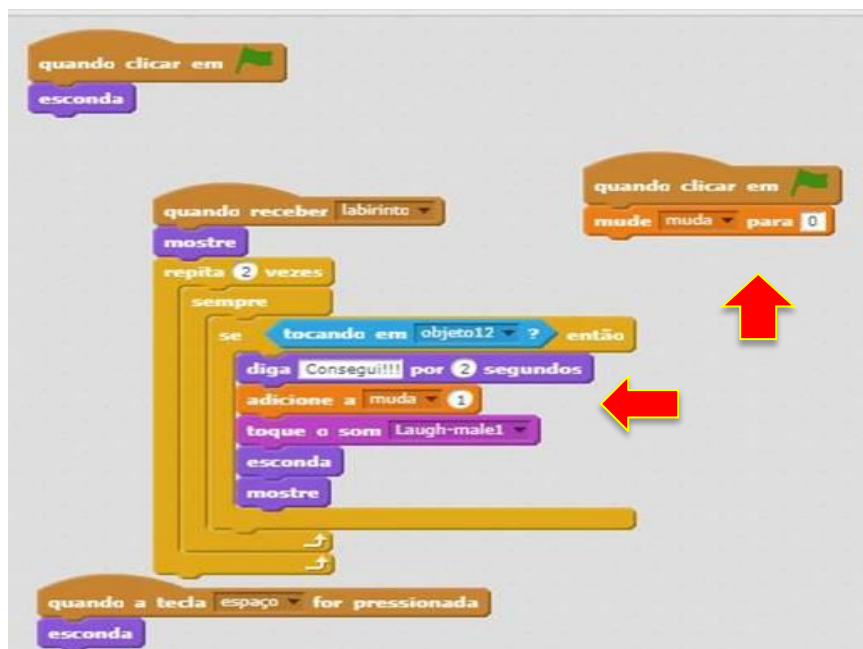 quando clicar em
esconda
quando clicar em
mude muda para 0
quando receber labirinto
mostre
repita 2 vezes
sempre
se tocando em objeto12 ? então
diga Consegui!!! por 2 segundos
adicione a muda 1
toque o som Laugh-male1
esconda
mostre
quando a tecla espaço for pressionada
esconda